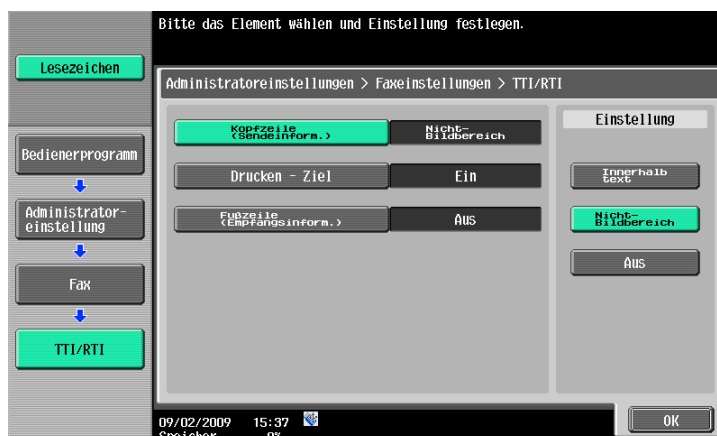 Bitte das Element wählen und Einstellung festlegen.
Lesezeichen
Administratoreinstellungen > Faxeinstellungen > TTI/RTI
Bedienerprogramm
Administrator-
einstellung
Fax
TTI/RTI
Kopfzeile
(Sendeinform.)
Nicht-
Bildbereich
Drucken - Ziel
Ein
Fußzeile
(Empfangsinform.)
Aus
Einstellung
Innerhalb
text
Nicht-
Bildbereich
Aus
09/02/2009 15:37
Speicher 0%
OK